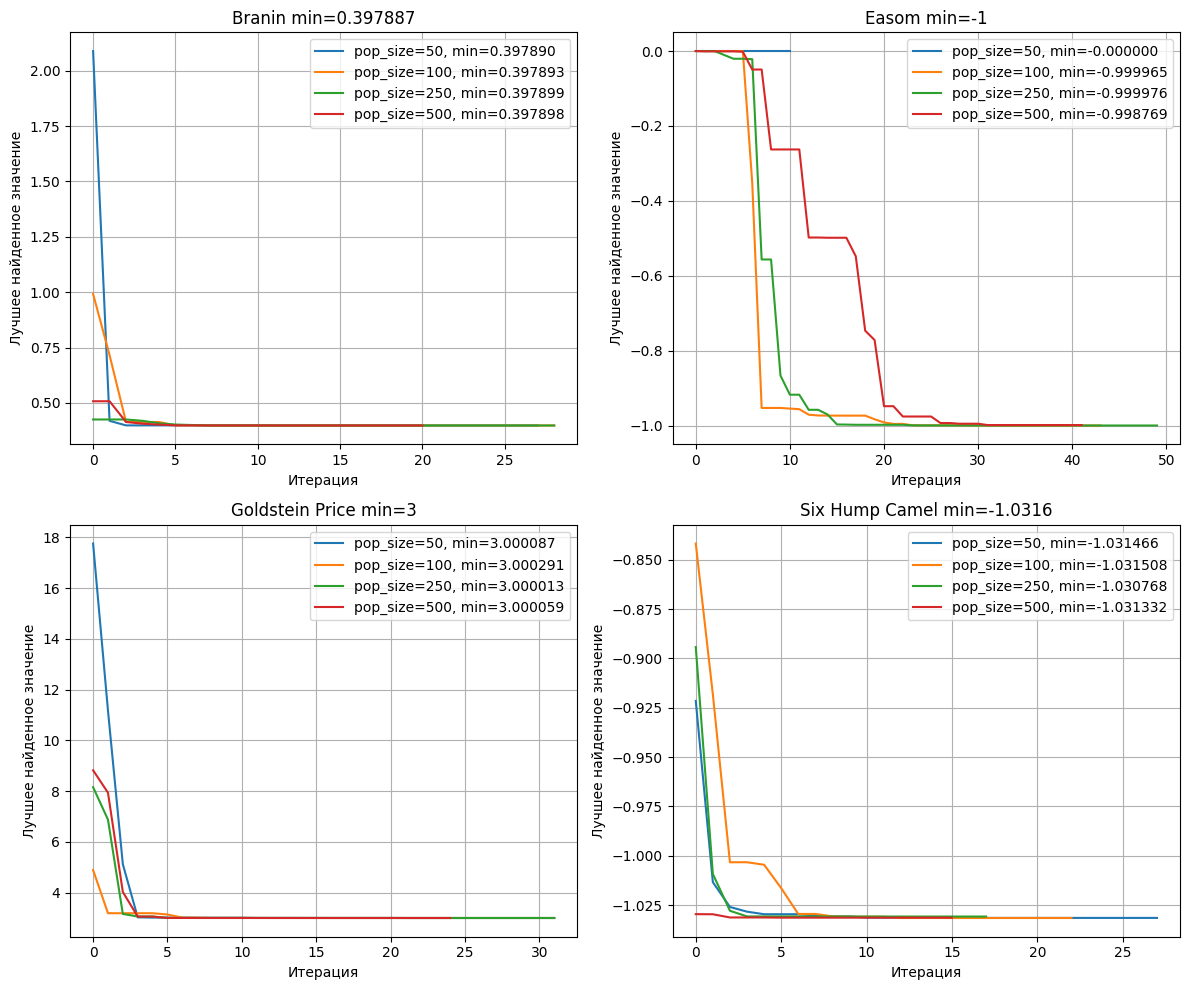 Branin min=0.397887
Лучшее найденное значение
2.00
1.75
1.50
1.25
1.00
0.75
0.50
pop_size=50, min=0.397890
pop_size=100, min=0.397893
pop_size=250, min=0.397899
pop_size=500, min=0.397898
0 5 10 15 20 25
Итерация
Easom min=-1
Лучшее найденное значение
0.0
−0.2
−0.4
−0.6
−0.8
−1.0
pop_size=50, min=-0.000000
pop_size=100, min=-0.999965
pop_size=250, min=-0.999976
pop_size=500, min=-0.998769
0 10 20 30 40 50
Итерация
Goldstein Price min=3
Лучшее найденное значение
18
16
14
12
10
8
6
4
pop_size=50, min=3.000087
pop_size=100, min=3.000291
pop_size=250, min=3.000013
pop_size=500, min=3.000059
0 5 10 15 20 25 30
Итерация
Six Hump Camel min=-1.0316
Лучшее найденное значение
−0.850
−0.875
−0.900
−0.925
−0.950
−0.975
−1.000
−1.025
pop_size=50, min=-1.031466
pop_size=100, min=-1.031508
pop_size=250, min=-1.030768
pop_size=500, min=-1.031332
0 5 10 15 20 25
Итерация